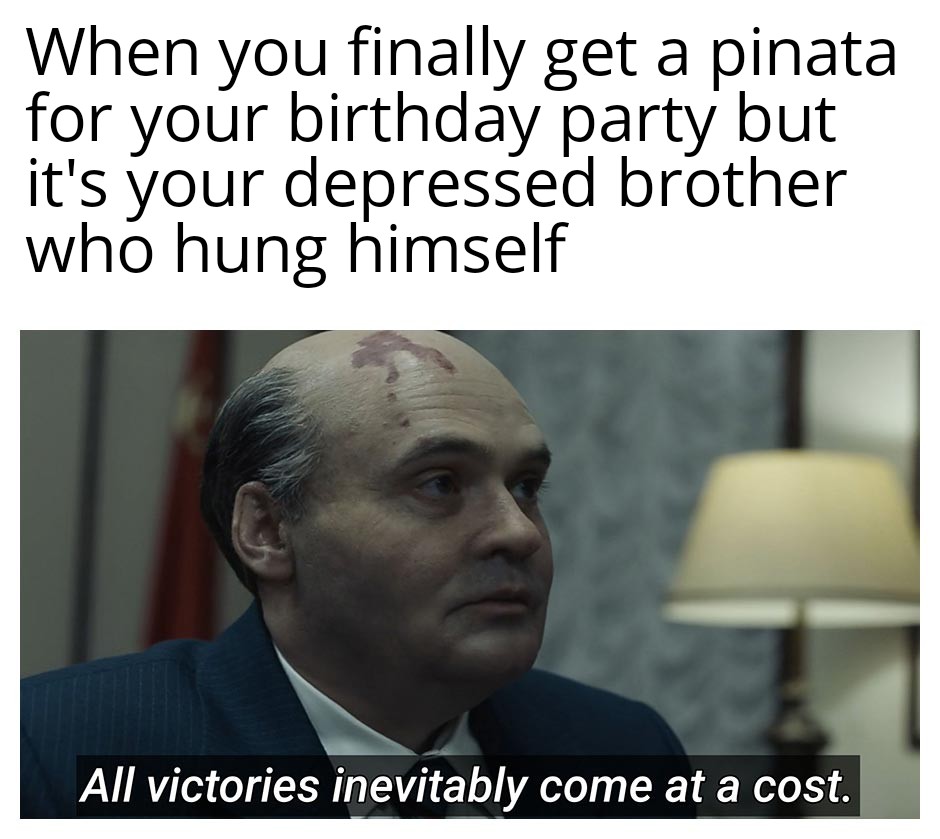 When you finally get a pinata
for your birthday party but
it's your depressed brother
who hung himself
All victories inevitably come at a cost.